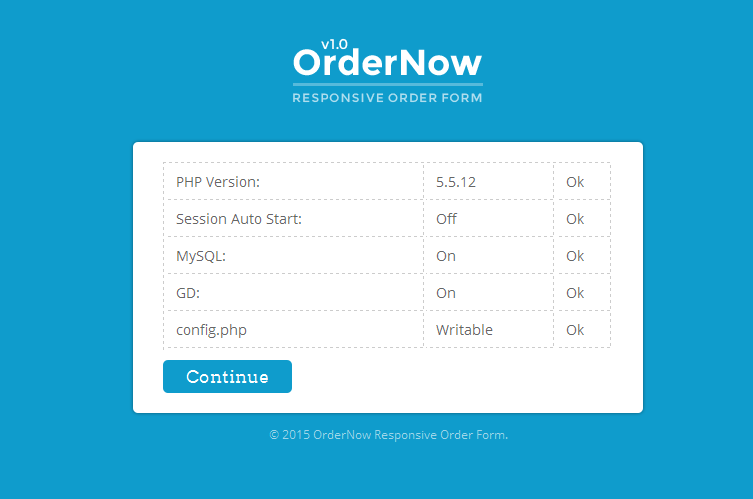 v1.0
OrderNow
RESPONSIVE ORDER FORM
PHP Version: 5.5.12 Ok
Session Auto Start: Off Ok
MySQL: On Ok
GD: On Ok
config.php Writable Ok
Continue
© 2015 OrderNow Responsive Order Form.